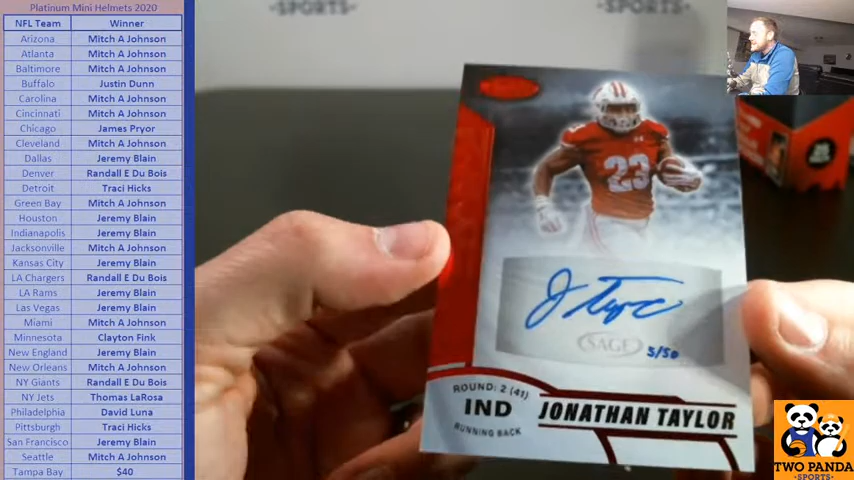 Platinum Mini Helmets 2020
NFL Team Winner
Arizona Mitch A Johnson
Atlanta Mitch A Johnson
Baltimore Mitch A Johnson
Buffalo Justin Dunn
Carolina Mitch A Johnson
Cincinnati Mitch A Johnson
Chicago James Pryor
Cleveland Mitch A Johnson
Dallas Jeremy Blain
Denver Randall E Du Bois
Detroit Traci Hicks
Green Bay Mitch A Johnson
Houston Jeremy Blain
Indianapolis Jeremy Blain
Jacksonville Mitch A Johnson
Kansas City Jeremy Blain
LA Chargers Randall E Du Bois
LA Rams Jeremy Blain
Las Vegas Jeremy Blain
Miami Mitch A Johnson
Minnesota Clayton Fink
New England Jeremy Blain
New Orleans Mitch A Johnson
NY Giants Randall E Du Bois
NY Jets Thomas LaRosa
Philadelphia David Luna
Pittsburgh Traci Hicks
San Francisco Jeremy Blain
Seattle Mitch A Johnson
Tampa Bay $40
-SPORTS-
-SPORTS-
23
SAGE
5/50
ROUND: 2 (41)
IND
RUNNING BACK
JONATHAN TAYLOR
TWO PANDA
-SPORTS-